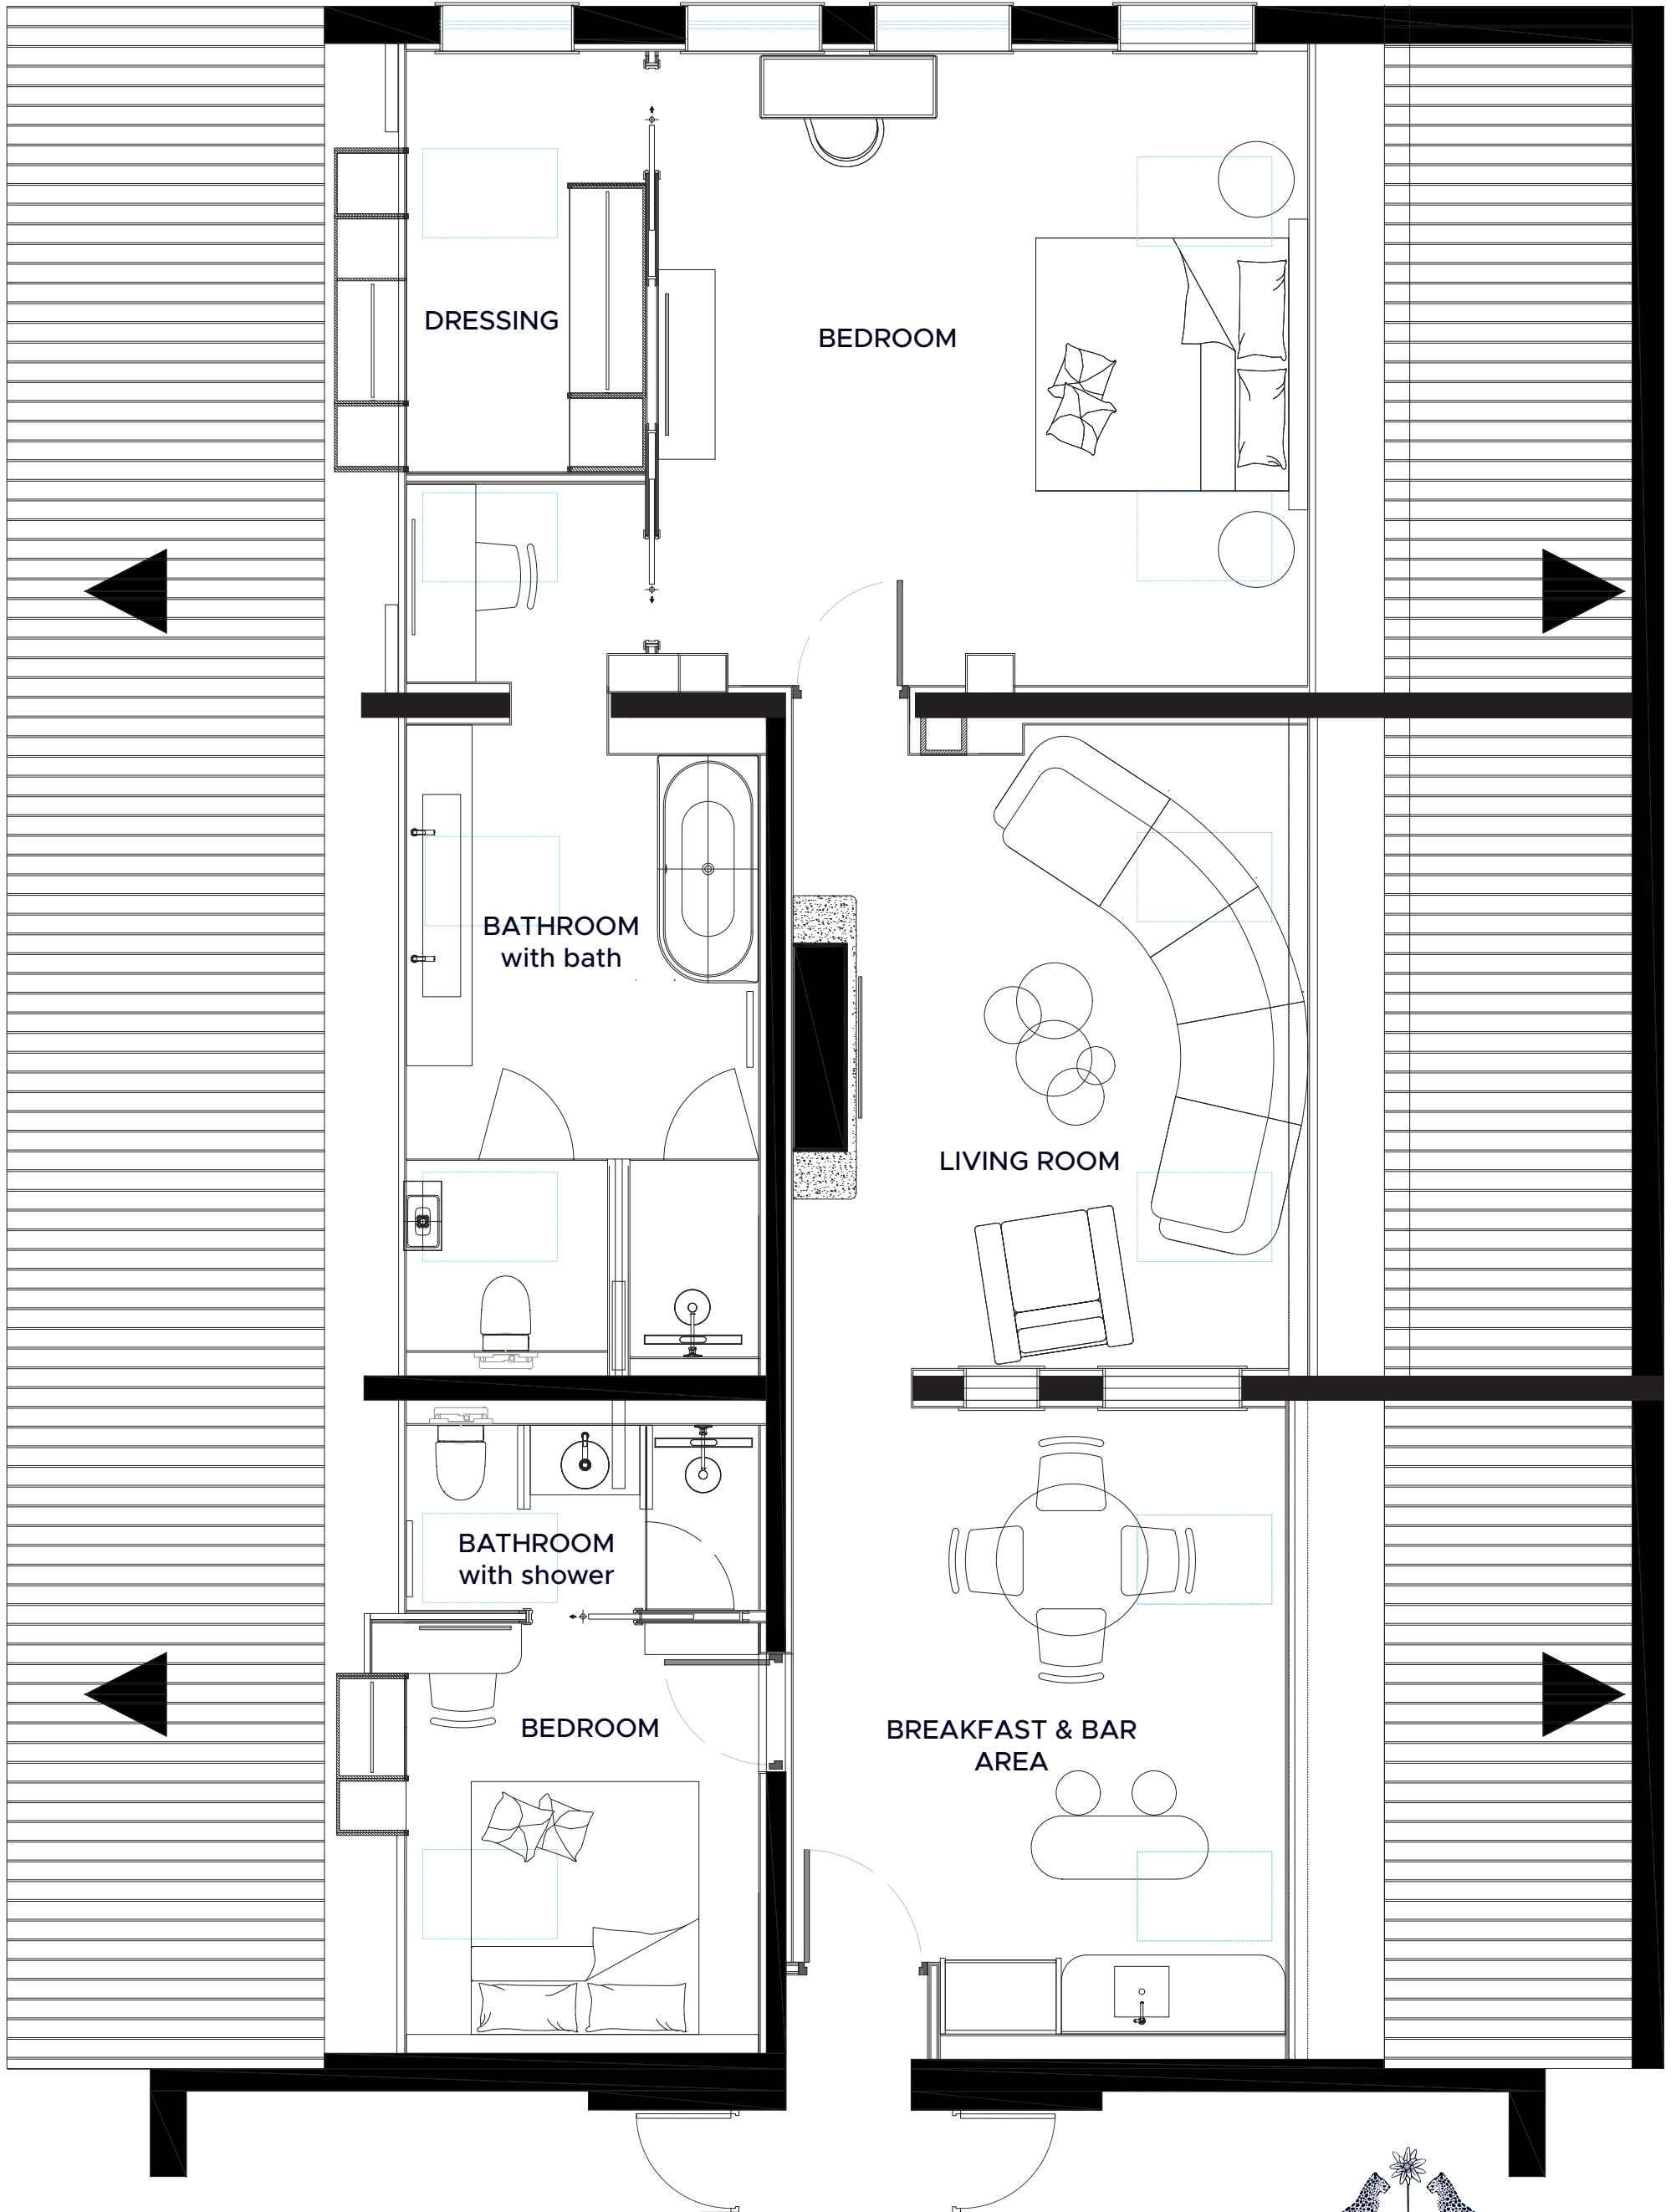 DRESSING
BEDROOM
BATHROOM
with bath
LIVING ROOM
BATHROOM
with shower
BEDROOM
BREAKFAST & BAR
AREA